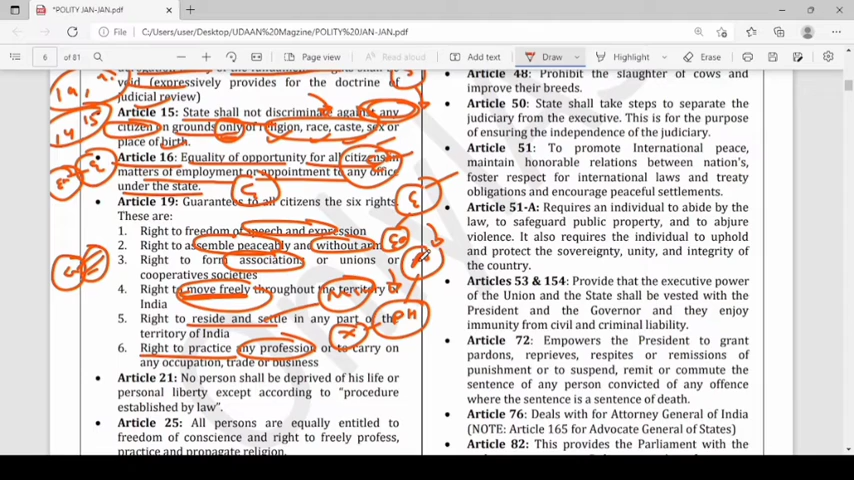 *POLITY JAN-JAN.pdf
File
C:/Users/user/Desktop/UDAAN%20Magzine/POLITY%20JAN-JAN.pdf
6 of 81
Page view
Read aloud
Add text
Draw
Highlight
Erase
void (expressively provides for the doctrine of
judicial review)
Article 15: State shall not discriminate against any
citizen on grounds only of religion, race, caste, sex or
place of birth.
Article 16: Equality of opportunity for all citizens in
matters of employment or appointment to any office
under the state.
Article 19: Guarantees to all citizens the six rights.
These are:
1. Right to freedom of speech and expression
2. Right to assemble peaceably and without arms
3. Right to form associations or unions or
cooperatives societies
4. Right to move freely throughout the territory of
India
5. Right to reside and settle in any part of the
territory of India
6. Right to practice any profession or to carry on
any occupation, trade or business
Article 21: No person shall be deprived of his life or
personal liberty except according to "procedure
established by law".
Article 25: All persons are equally entitled to
freedom of conscience and right to freely profess,
practice and propagate religion.
Article 48: Prohibit the slaughter of cows and
improve their breeds.
Article 50: State shall take steps to separate the
judiciary from the executive. This is for the purpose
of ensuring the independence of the judiciary.
Article 51: To promote International peace,
maintain honorable relations between nation's,
foster respect for international laws and treaty
obligations and encourage peaceful settlements.
Article 51-A: Requires an individual to abide by the
law, to safeguard public property, and to abjure
violence. It also requires the individual to uphold
and protect the sovereignty, unity, and integrity of
the country.
Articles 53 & 154: Provide that the executive power
of the Union and the State shall be vested with the
President and the Governor and they enjoy
immunity from civil and criminal liability.
Article 72: Empowers the President to grant
pardons, reprieves, respites or remissions of
punishment or to suspend, remit or commute the
sentence of any person convicted of any offence
where the sentence is a sentence of death.
Article 76: Deals with for Attorney General of India
(NOTE: Article 165 for Advocate General of States)
Article 82: This provides the Parliament with the
14 15
PH
x